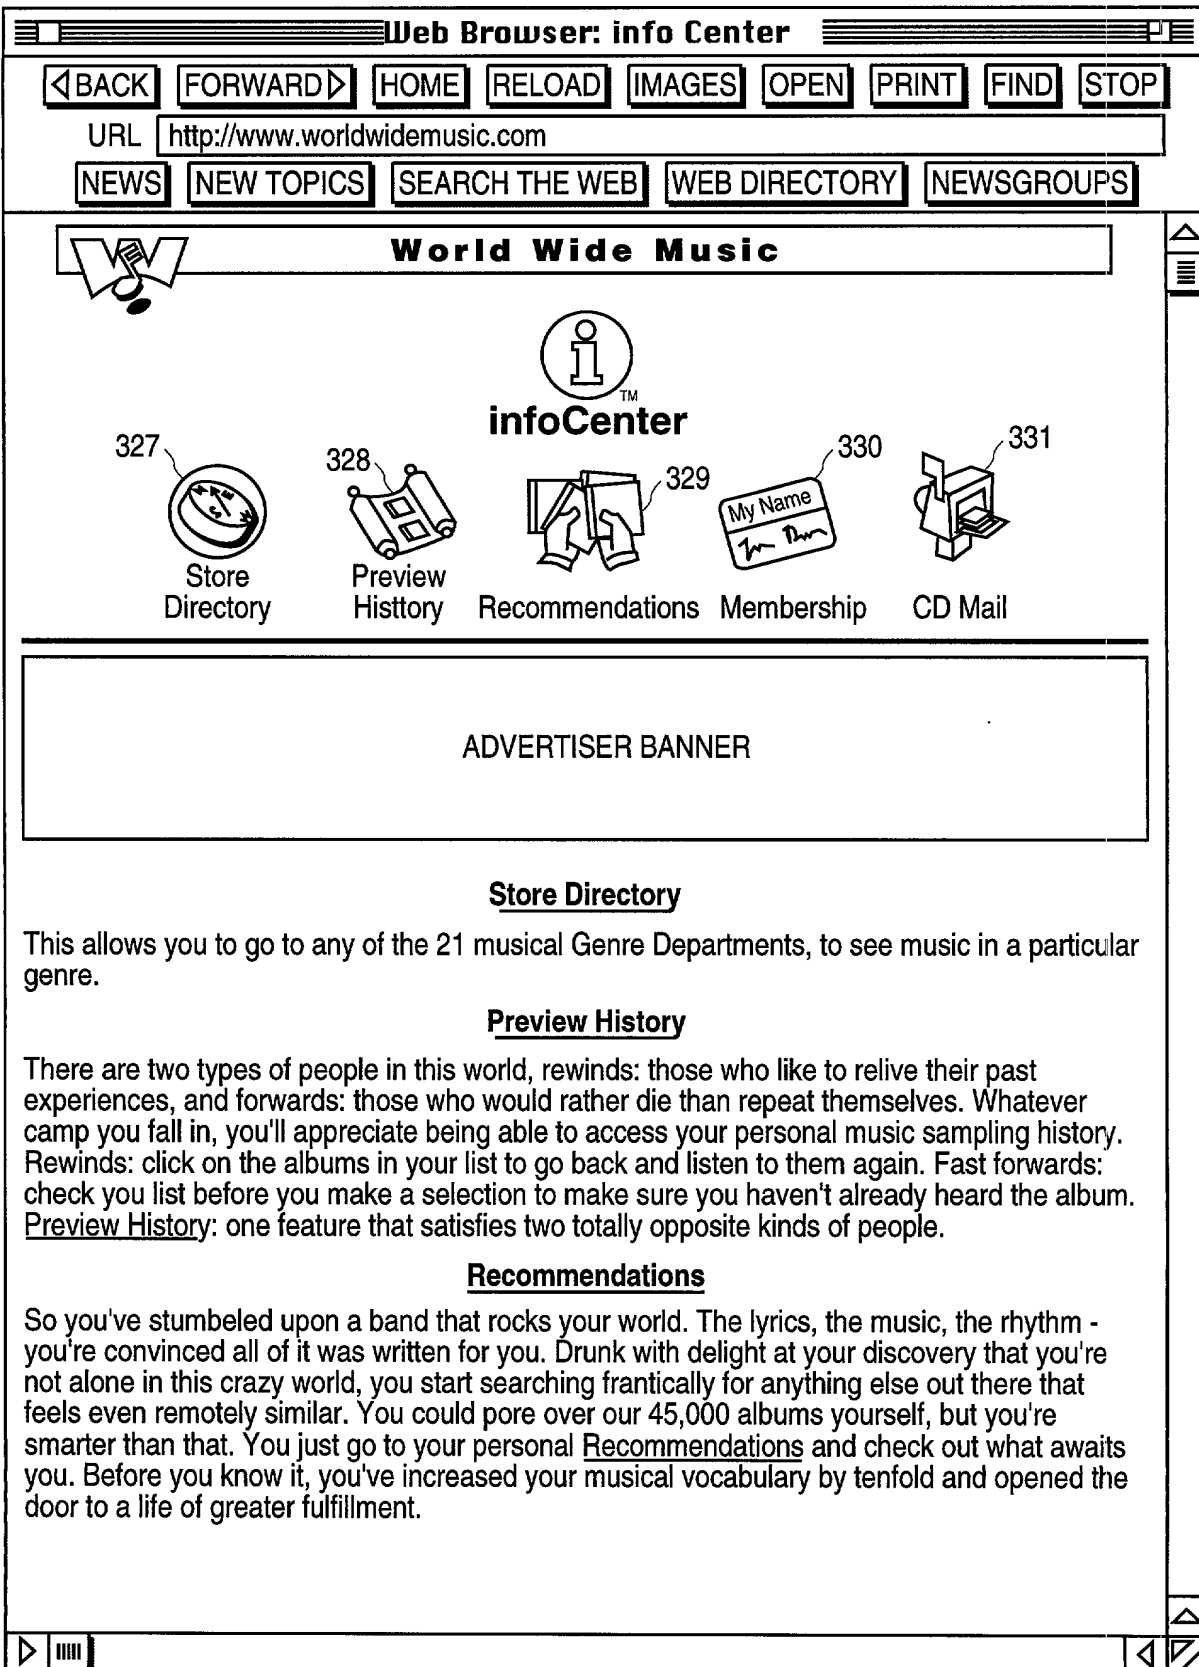 Web Browser: info Center
BACK FORWARD HOME RELOAD IMAGES OPEN PRINT FIND STOP
URL http://www.worldwidemusic.com
NEWS NEW TOPICS SEARCH THE WEB WEB DIRECTORY NEWSGROUPS
World Wide Music
TM
infoCenter
327 328 329 330 331
My Name
Store Directory
Preview Histtory
Recommendations
Membership
CD Mail
ADVERTISER BANNER
Store Directory
This allows you to go to any of the 21 musical Genre Departments, to see music in a particular
genre.
Preview History
There are two types of people in this world, rewinds: those who like to relive their past
experiences, and forwards: those who would rather die than repeat themselves. Whatever
camp you fall in, you'll appreciate being able to access your personal music sampling history.
Rewinds: click on the albums in your list to go back and listen to them again. Fast forwards:
check you list before you make a selection to make sure you haven't already heard the album.
Preview History: one feature that satisfies two totally opposite kinds of people.
Recommendations
So you've stumbeled upon a band that rocks your world. The lyrics, the music, the rhythm -
you're convinced all of it was written for you. Drunk with delight at your discovery that you're
not alone in this crazy world, you start searching frantically for anything else out there that
feels even remotely similar. You could pore over our 45,000 albums yourself, but you're
smarter than that. You just go to your personal Recommendations and check out what awaits
you. Before you know it, you've increased your musical vocabulary by tenfold and opened the
door to a life of greater fulfillment.